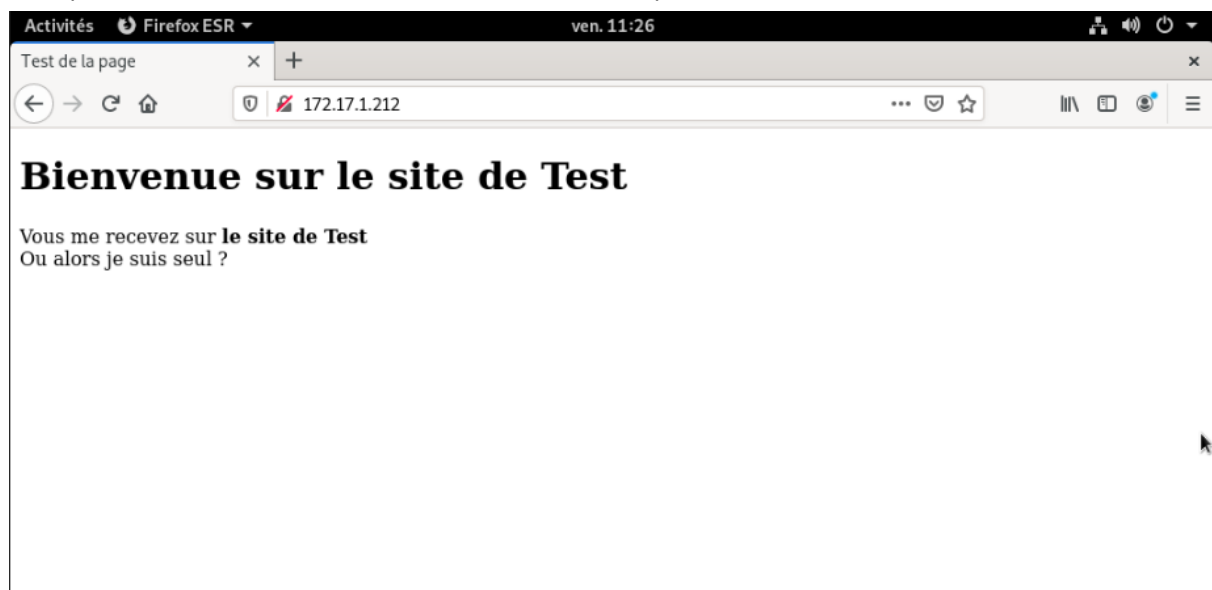 Activités Firefox ESR ven. 11:26
Test de la page
172.17.1.212
Bienvenue sur le site de Test
Vous me recevez sur le site de Test
Ou alors je suis seul ?